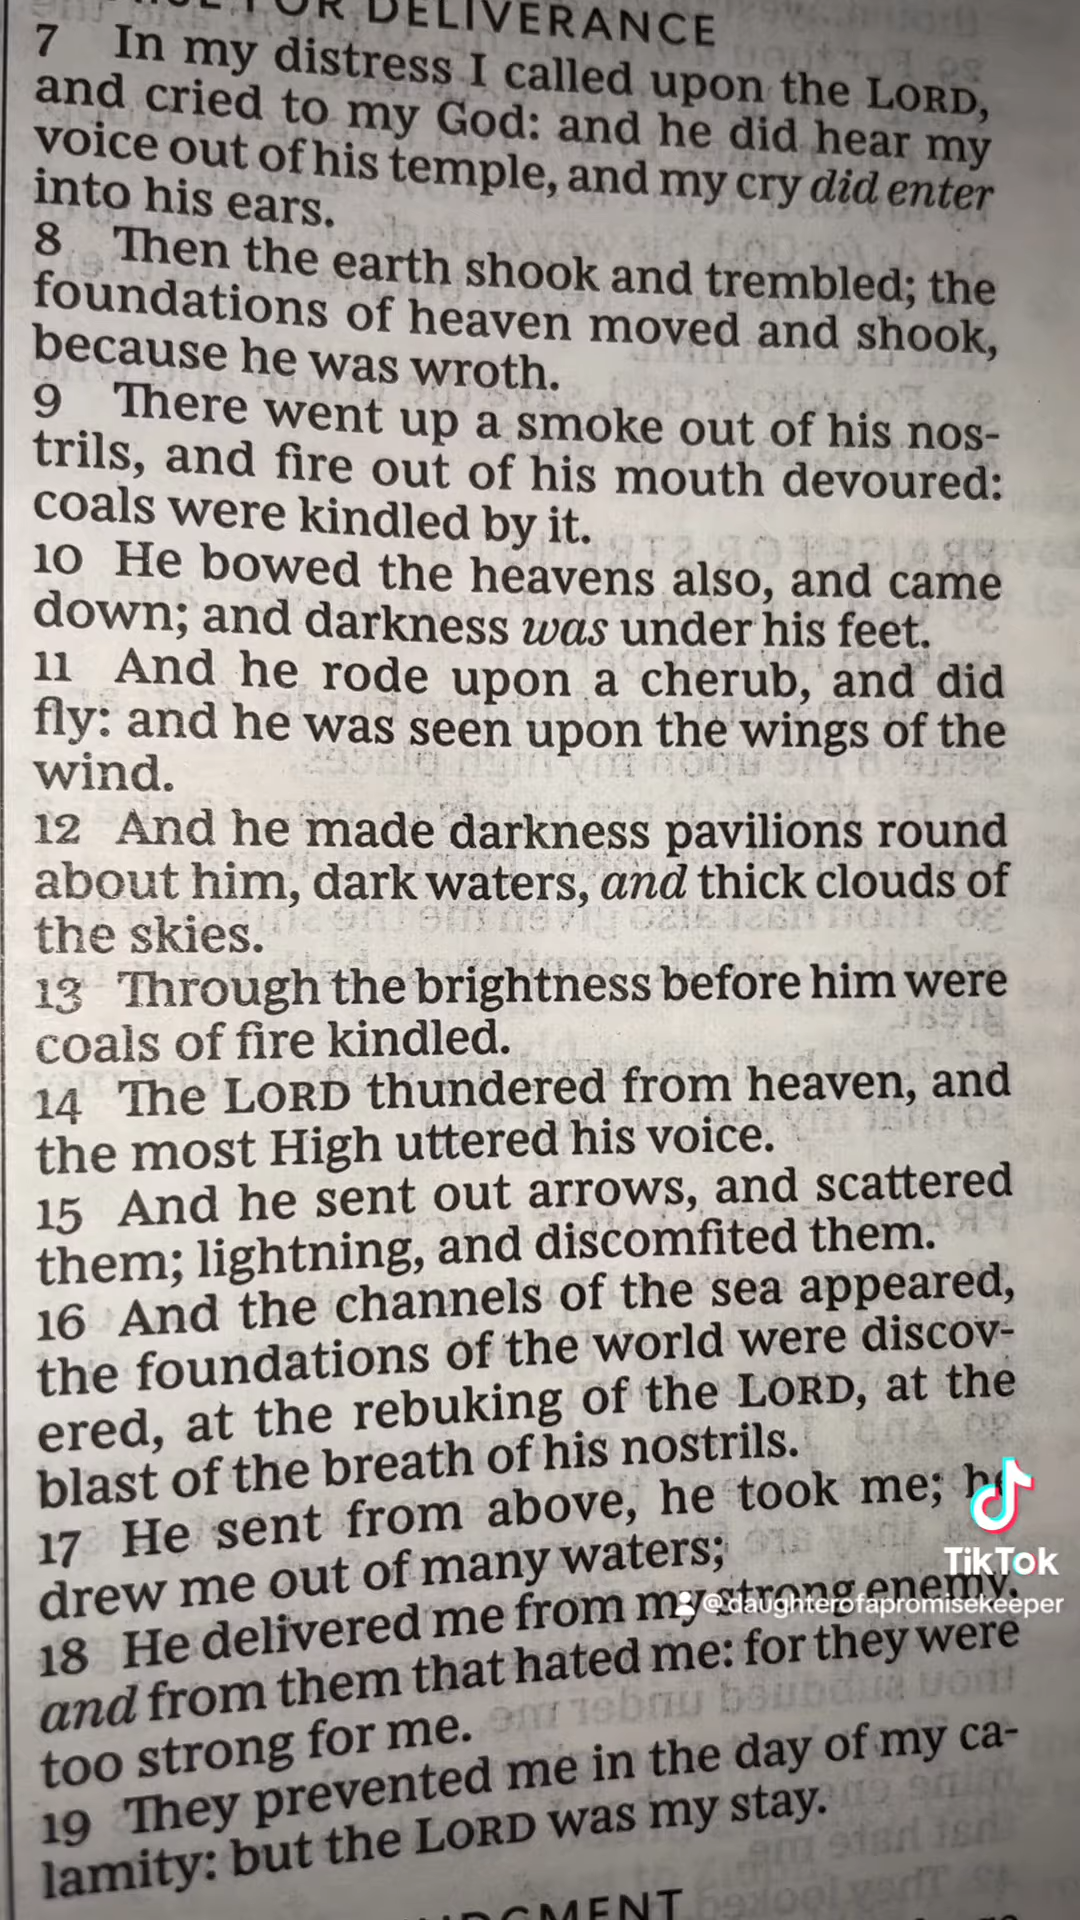 FOR DELIVERANCE
7 In my distress I called upon the LORD,
and cried to my God: and he did hear my
voice out of his temple, and my cry did enter
into his ears.
8 Then the earth shook and trembled; the
foundations of heaven moved and shook,
because he was wroth.
9 There went up a smoke out of his nos-
trils, and fire out of his mouth devoured:
coals were kindled by it.
10 He bowed the heavens also, and came
down; and darkness was under his feet.
11 And he rode upon a cherub, and did
fly: and he was seen upon the wings of the
wind.
12 And he made darkness pavilions round
about him, dark waters, and thick clouds of
the skies.
13 Through the brightness before him were
coals of fire kindled.
14 The LORD thundered from heaven, and
the most High uttered his voice.
15 And he sent out arrows, and scattered
them; lightning, and discomfited them.
16 And the channels of the sea appeared,
the foundations of the world were discov-
ered, at the rebuking of the LORD, at the
blast of the breath of his nostrils.
17 He sent from above, he took me; he
drew me out of many waters;
18 He delivered me from my strong enemy,
and from them that hated me: for they were
too strong for me.
19 They prevented me in the day of my ca-
lamity: but the LORD was my stay.
TikTok
@daughterofapromisekeeper